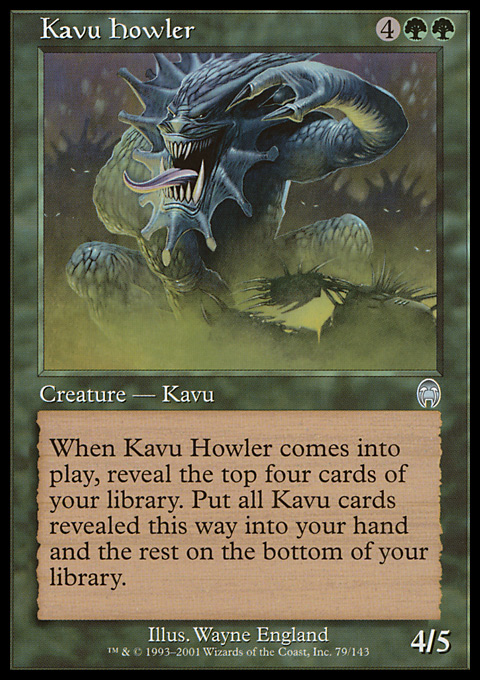 Kavu Howler 4
Creature — Kavu
When Kavu Howler comes into
play, reveal the top four cards of
your library. Put all Kavu cards
revealed this way into your hand
and the rest on the bottom of your
library.
Illus. Wayne England
™ & © 1993–2001 Wizards of the Coast, Inc. 79/143
4/5